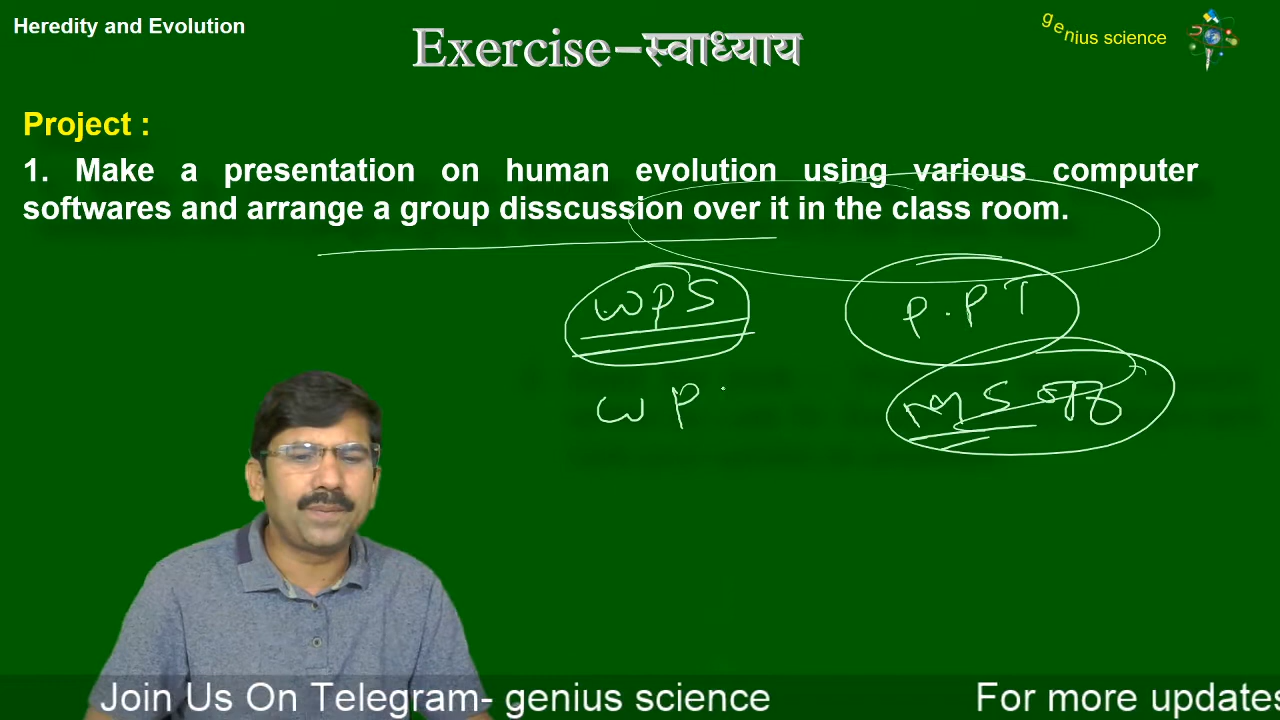 Heredity and Evolution
Exercise-स्वाध्याय
genius science
Project :
1. Make a presentation on human evolution using various computer
softwares and arrange a group disscussion over it in the class room.
WPS
P.PT
WP.
MS off
Join Us On Telegram- genius science
For more updates